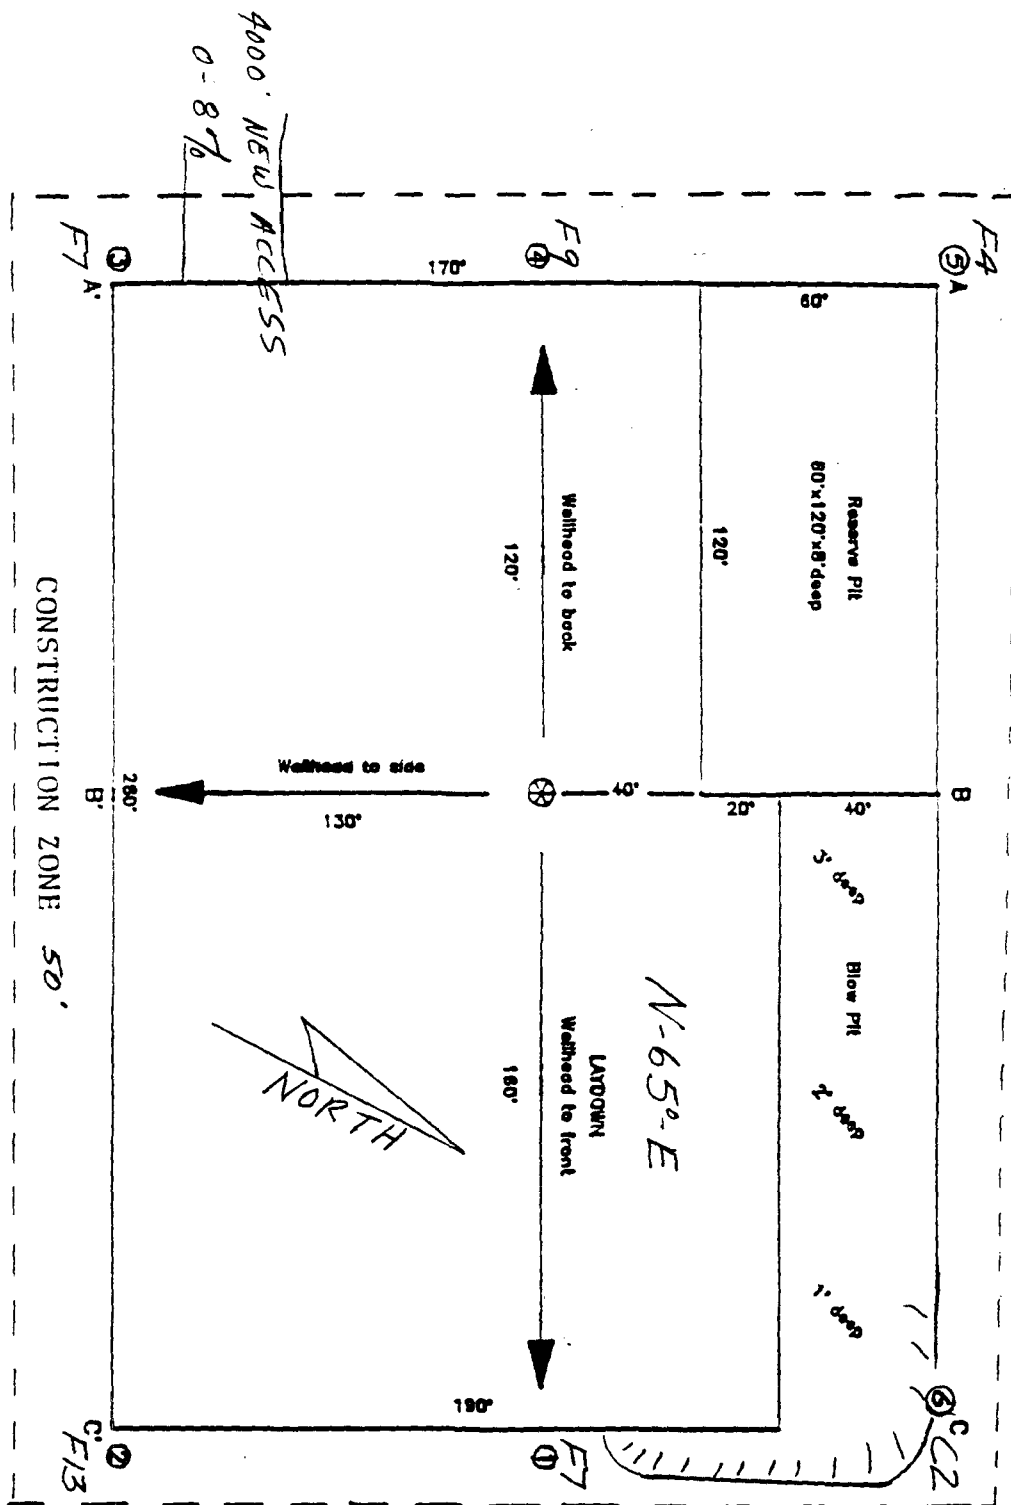 4000' NEW ACCESS
0-8%
F7
A'
③
170'
F9
④
F4
⑤
A
60'
Reserve Pit
80'x120'x8'deep
120'
Wellhead to back
120'
Wellhead to side
130'
280'
B'
40'
20'
40'
B
3' deep
Blow Pit
2' deep
1' deep
N-65°-E
LAYDOWN
Wellhead to front
160'
NORTH
CONSTRUCTION ZONE 50'
190'
C'
②
F13
①
F7
⑥
C
C2